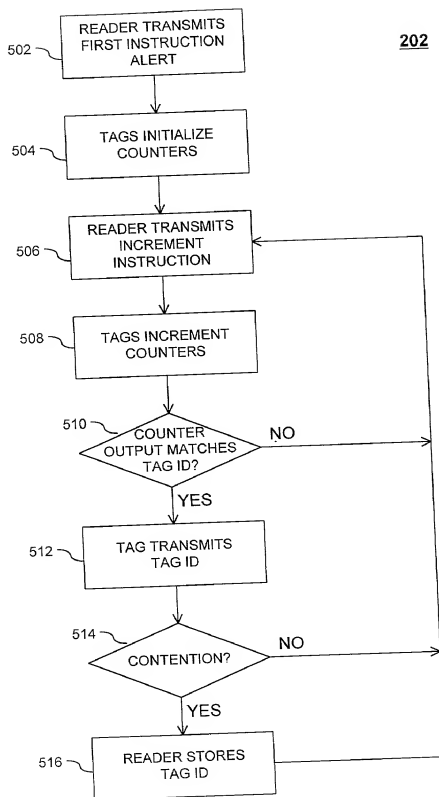 202
502
READER TRANSMITS
FIRST INSTRUCTION
ALERT
504
TAGS INITIALIZE
COUNTERS
506
READER TRANSMITS
INCREMENT
INSTRUCTION
508
TAGS INCREMENT
COUNTERS
510
COUNTER
OUTPUT MATCHES
TAG ID?
NO
YES
512
TAG TRANSMITS
TAG ID
514
CONTENTION?
NO
YES
516
READER STORES
TAG ID